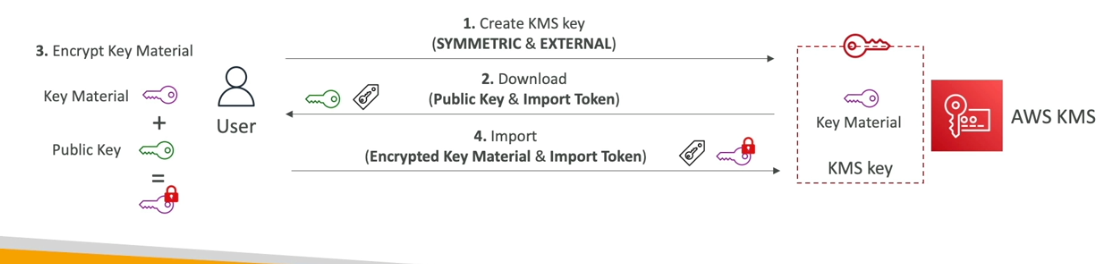 1. Create KMS key
(SYMMETRIC & EXTERNAL)
3. Encrypt Key Material
2. Download
(Public Key & Import Token)
Key Material
+
User
Public Key
=
4. Import
(Encrypted Key Material & Import Token)
Key Material
KMS key
AWS KMS